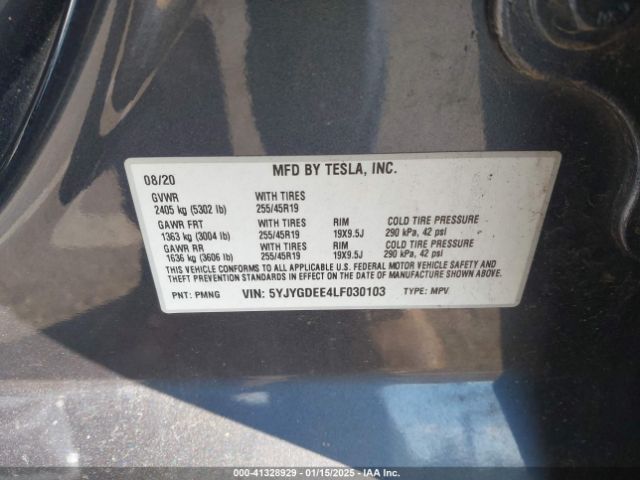 MFD BY TESLA, INC.
08/20
GVWR WITH TIRES
2405 kg (5302 lb) 255/45R19
GAWR FRT WITH TIRES RIM COLD TIRE PRESSURE
1363 kg (3004 lb) 255/45R19 19X9.5J 290 kPa, 42 psi
GAWR RR WITH TIRES RIM COLD TIRE PRESSURE
1636 kg (3606 lb) 255/45R19 19X9.5J 290 kPa, 42 psi
THIS VEHICLE CONFORMS TO ALL APPLICABLE U.S. FEDERAL MOTOR VEHICLE SAFETY AND
THEFT PREVENTION STANDARDS IN EFFECT ON THE DATE OF MANUFACTURE SHOWN ABOVE.
PNT: PMNG VIN: 5YJYGDEE4LF030103 TYPE: MPV
000-41328929 - 01/15/2025 - IAA Inc.